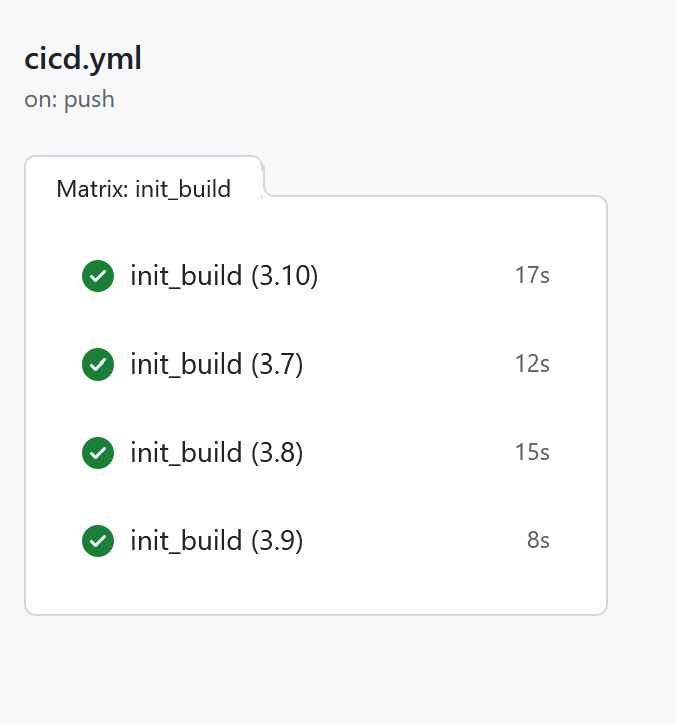 cicd.yml
on: push
Matrix: init_build
init_build (3.10) 17s
init_build (3.7) 12s
init_build (3.8) 15s
init_build (3.9) 8s